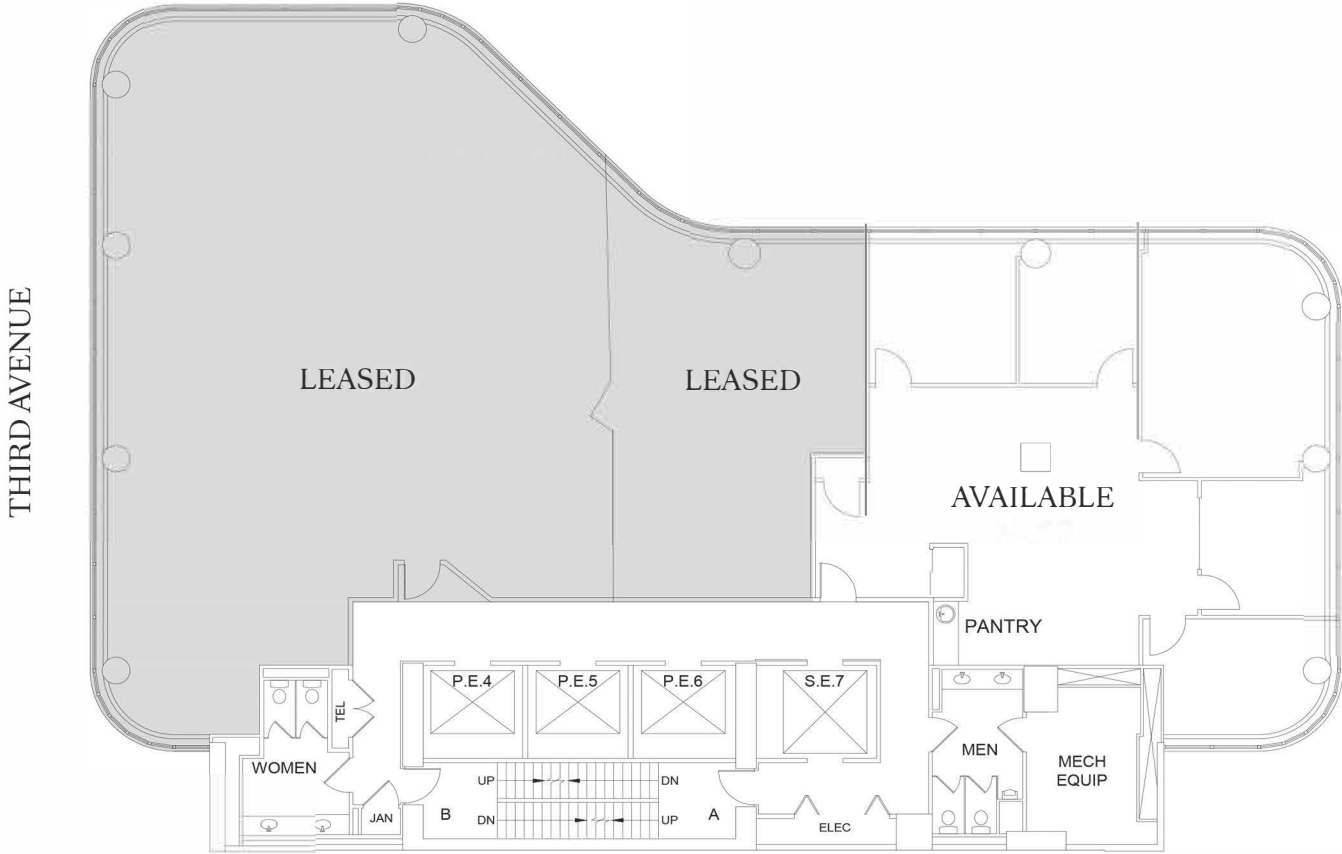 THIRD AVENUE
LEASED
LEASED
AVAILABLE
PANTRY
P.E.4
P.E.5
P.E.6
S.E.7
TEL
WOMEN
MEN
MECH
EQUIP
UP
DN
B
DN
UP
A
JAN
ELEC